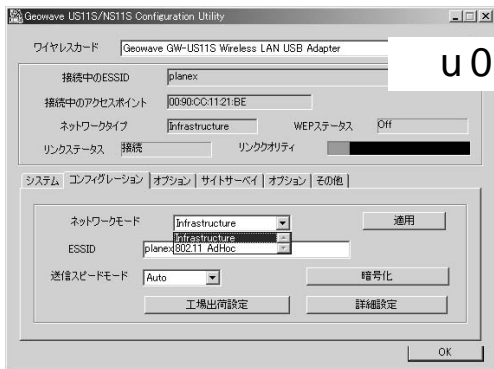 Geowave US11S/NS11S Configuration Utility
u0
ワイヤレスカード Geowave GW-US11S Wireless LAN USB Adapter
接続中のESSID planex
接続中のアクセスポイント 00:90:CC:11:21:BE
ネットワークタイプ Infrastructure WEPステータス Off
リンクステータス 接続 リンククオリティ
システム コンフィグレーション オプション サイトサーベイ オプション その他
ネットワークモード Infrastructure 適用
Infrastructure
ESSID planex 802.11 AdHoc
送信スピードモード Auto 暗号化
工場出荷設定 詳細設定
OK